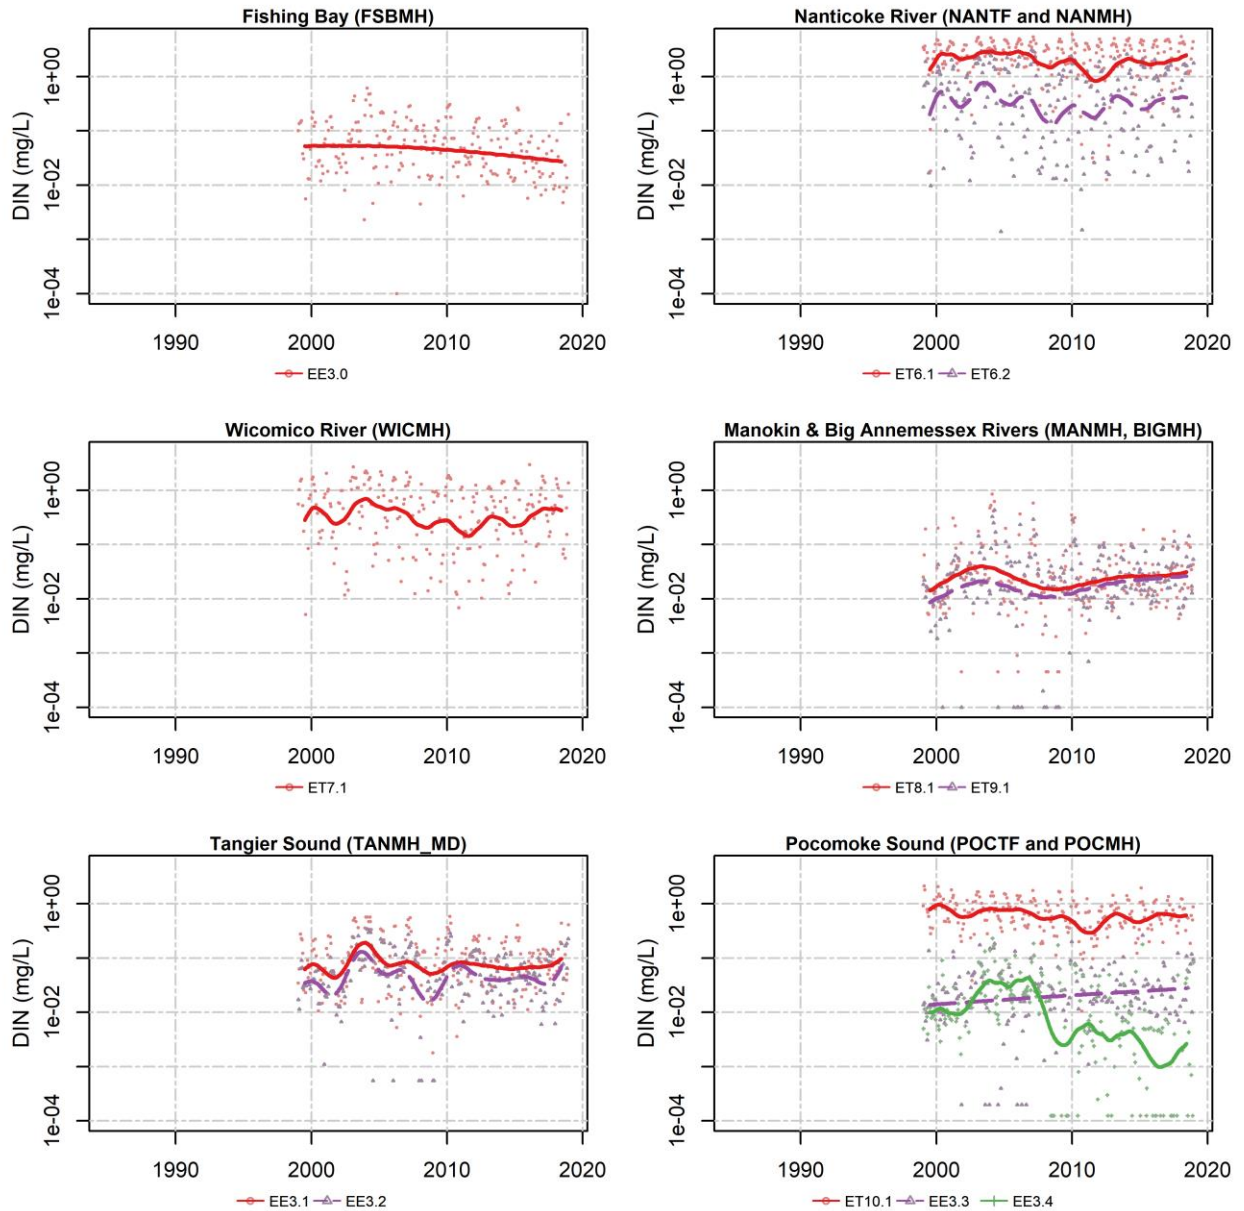 Fishing Bay (FSBMH)
DIN (mg/L)
1e+00
1e-02
1e-04
1990 2000 2010 2020
EE3.0
Nanticoke River (NANTF and NANMH)
DIN (mg/L)
1e+00
1e-02
1e-04
1990 2000 2010 2020
ET6.1 ET6.2
Wicomico River (WICMH)
DIN (mg/L)
1e+00
1e-02
1e-04
1990 2000 2010 2020
ET7.1
Manokin & Big Annemessex Rivers (MANMH, BIGMH)
DIN (mg/L)
1e+00
1e-02
1e-04
1990 2000 2010 2020
ET8.1 ET9.1
Tangier Sound (TANMH_MD)
DIN (mg/L)
1e+00
1e-02
1e-04
1990 2000 2010 2020
EE3.1 EE3.2
Pocomoke Sound (POCTF and POCMH)
DIN (mg/L)
1e+00
1e-02
1e-04
1990 2000 2010 2020
ET10.1 EE3.3 EE3.4